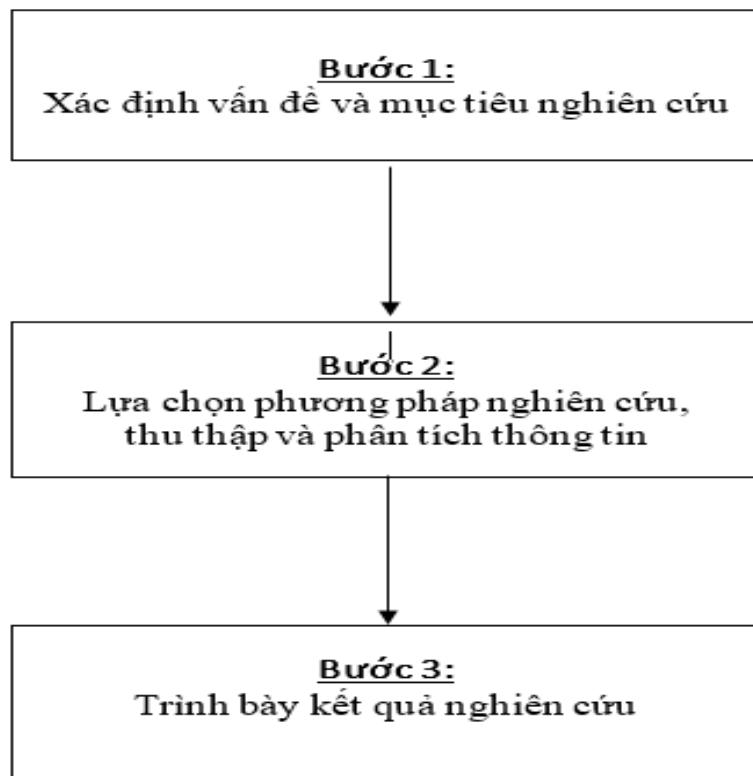 Bước 1:
Xác định vấn đề và mục tiêu nghiên cứu
Bước 2:
Lựa chọn phương pháp nghiên cứu,
thu thập và phân tích thông tin
Bước 3:
Trình bày kết quả nghiên cứu